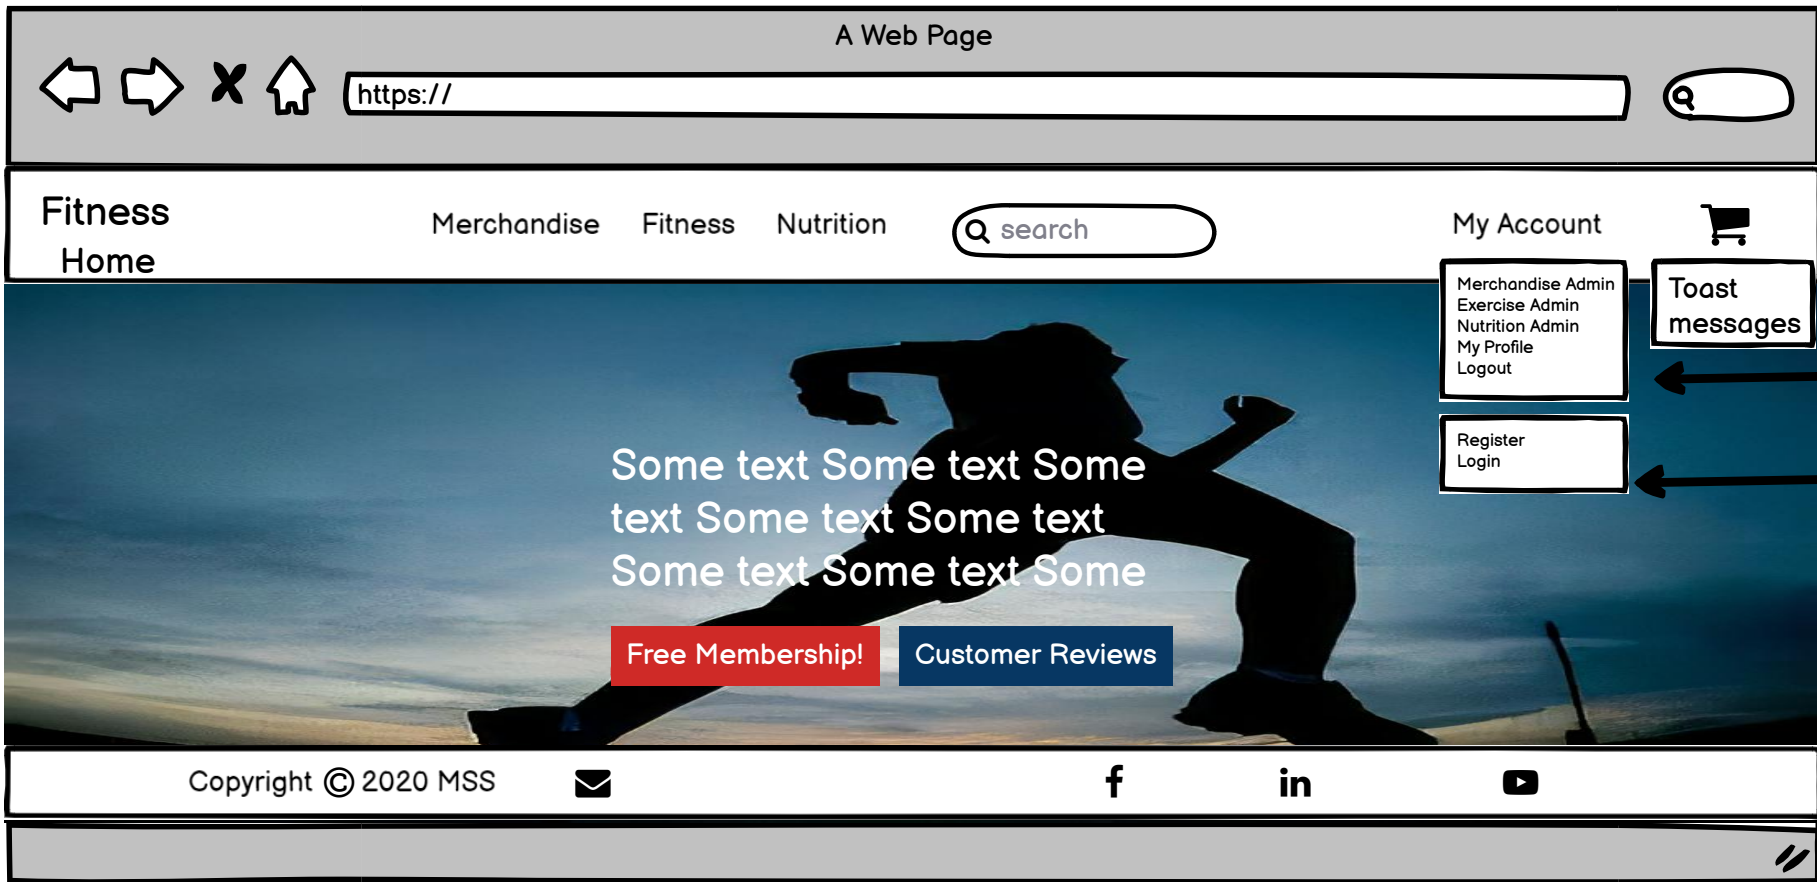 A Web Page
https://
Fitness
Home
Merchandise
Fitness
Nutrition
search
My Account
Merchandise Admin
Exercise Admin
Nutrition Admin
My Profile
Logout
Toast
messages
Register
Login
Some text Some text Some
text Some text Some text
Some text Some text Some
Free Membership!
Customer Reviews
Copyright © 2020 MSS
f
in